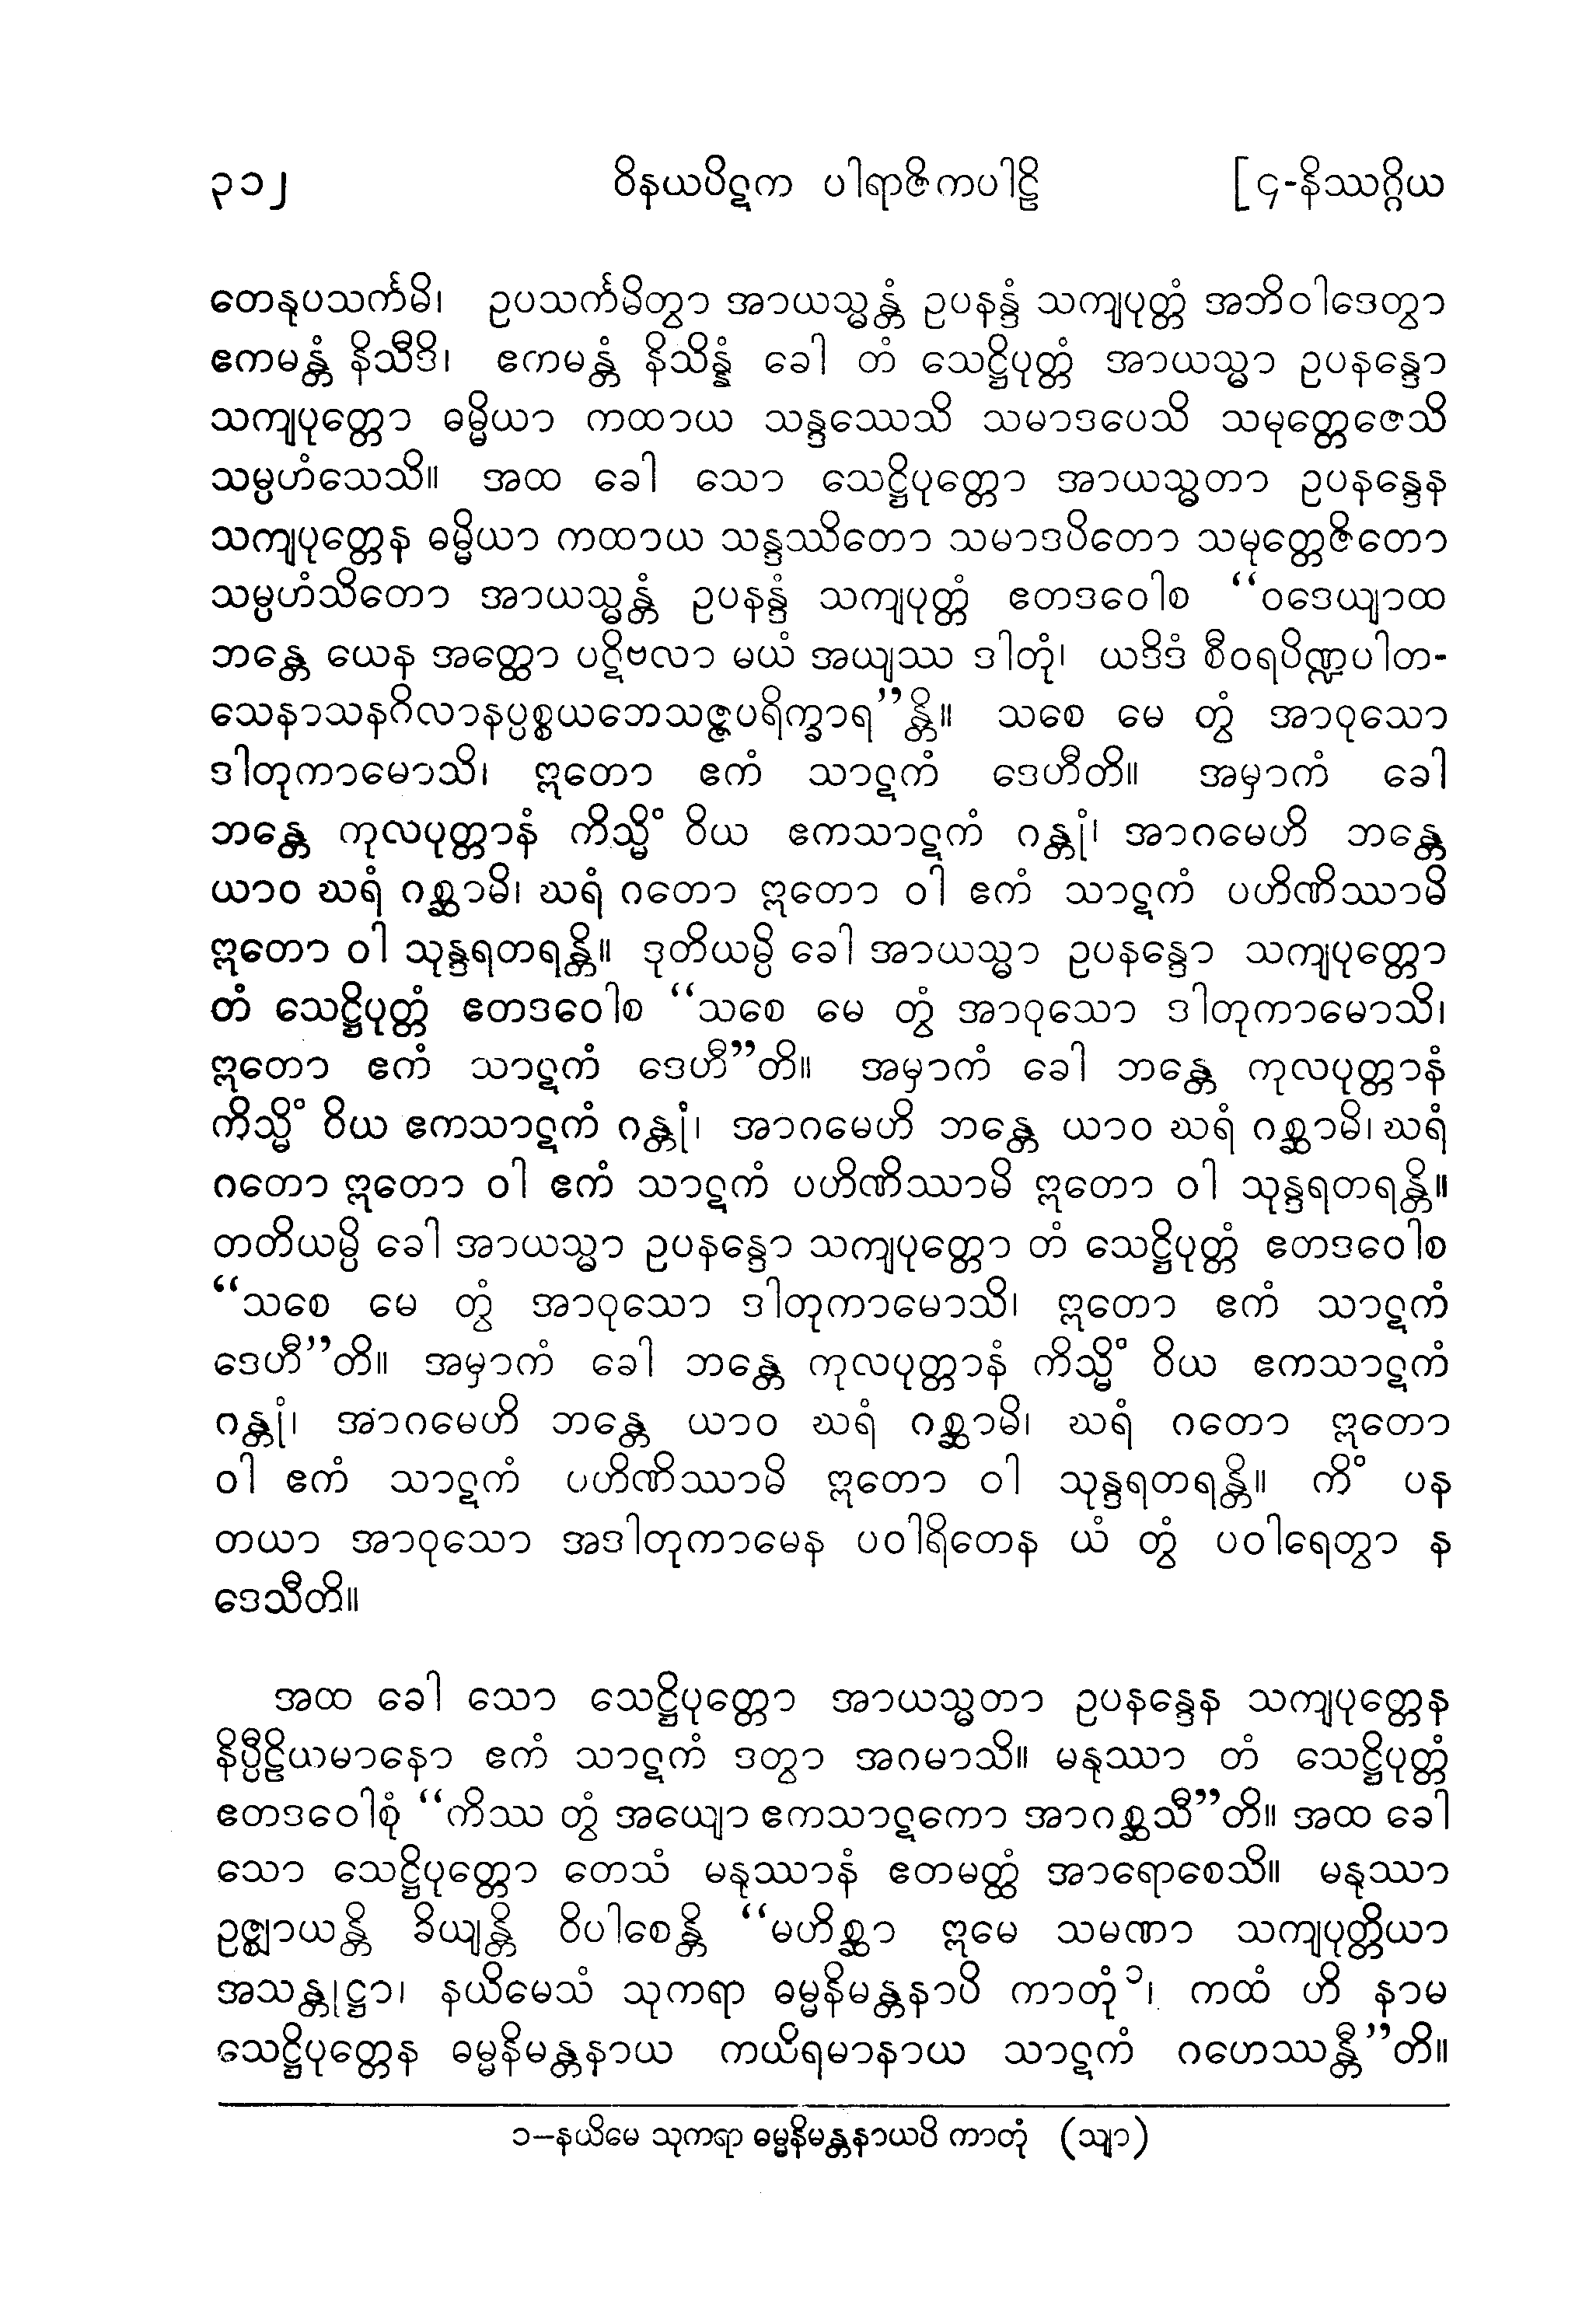 ၃၁၂ ဝိနယပိဋက ပါရာဇိကပါဠိ [၄-နိဿဂ္ဂိယ
တေနုပသင်္ကမိ၊ ဥပသင်္ကမိတွာ အာယသ္မန္တံ ဥပနန္ဒံ သကျပုတ္တံ အဘိဝါဒေတွာ
ဧကမန္တံ နိသီဒိ၊ ဧကမန္တံ နိသိန္နံ ခေါ တံ သေဋ္ဌိပုတ္တံ အာယသ္မာ ဥပနန္ဒော
သကျပုတ္တော ဓမ္မိယာ ကထာယ သန္ဒဿေသိ သမာဒပေသိ သမုတ္တေဇေသိ
သမ္ပဟံသေသိ။ အထ ခေါ သော သေဋ္ဌိပုတ္တော အာယသ္မတာ ဥပနန္ဒေန
သကျပုတ္တေန ဓမ္မိယာ ကထာယ သန္ဒဿိတော သမာဒပိတော သမုတ္တေဇိတော
သမ္ပဟံသိတော အာယသ္မန္တံ ဥပနန္ဒံ သကျပုတ္တံ ဧတဒဝေါစ “ဝဒေယျာထ
ဘန္တေ ယေန အတ္ထော ပဋိဗလာ မယံ အယျဿ ဒါတုံ၊ ယဒိဒံ စီဝရပိဏ္ဍပါတ-
သေနာသနဂိလာနပ္ပစ္စယဘေသဇ္ဇပရိက္ခာရ”န္တိ။ သစေ မေ တွံ အာဝုသော
ဒါတုကာမောသိ၊ ဣတော ဧကံ သာဋကံ ဒေဟီတိ။ အမှာကံ ခေါ
ဘန္တေ ကုလပုတ္တာနံ ကိသ္မိံ ဝိယ ဧကသာဋကံ ဂန္တုံ၊ အာဂမေဟိ ဘန္တေ
ယာဝ ဃရံ ဂစ္ဆာမိ၊ ဃရံ ဂတော ဣတော ဝါ ဧကံ သာဋကံ ပဟိဏိဿာမိ
ဣတော ဝါ သုန္ဒရတရန္တိ။ ဒုတိယမ္ပိ ခေါ အာယသ္မာ ဥပနန္ဒော သကျပုတ္တော
တံ သေဋ္ဌိပုတ္တံ ဧတဒဝေါစ “သစေ မေ တွံ အာဝုသော ဒါတုကာမောသိ၊
ဣတော ဧကံ သာဋကံ ဒေဟီ”တိ။ အမှာကံ ခေါ ဘန္တေ ကုလပုတ္တာနံ
ကိသ္မိံ ဝိယ ဧကသာဋကံ ဂန္တုံ၊ အာဂမေဟိ ဘန္တေ ယာဝ ဃရံ ဂစ္ဆာမိ၊ ဃရံ
ဂတော ဣတော ဝါ ဧကံ သာဋကံ ပဟိဏိဿာမိ ဣတော ဝါ သုန္ဒရတရန္တိ။
တတိယမ္ပိ ခေါ အာယသ္မာ ဥပနန္ဒော သကျပုတ္တော တံ သေဋ္ဌိပုတ္တံ ဧတဒဝေါစ
“သစေ မေ တွံ အာဝုသော ဒါတုကာမောသိ၊ ဣတော ဧကံ သာဋကံ
ဒေဟီ”တိ။ အမှာကံ ခေါ ဘန္တေ ကုလပုတ္တာနံ ကိသ္မိံ ဝိယ ဧကသာဋကံ
ဂန္တုံ၊ အာဂမေဟိ ဘန္တေ ယာဝ ဃရံ ဂစ္ဆာမိ၊ ဃရံ ဂတော ဣတော
ဝါ ဧကံ သာဋကံ ပဟိဏိဿာမိ ဣတော ဝါ သုန္ဒရတရန္တိ။ ကိံ ပန
တယာ အာဝုသော အဒါတုကာမေန ပဝါရိတေန ယံ တွံ ပဝါရေတွာ န
ဒေသီတိ။
အထ ခေါ သော သေဋ္ဌိပုတ္တော အာယသ္မတာ ဥပနန္ဒေန သကျပုတ္တေန
နိပ္ပီဠိယမာနော ဧကံ သာဋကံ ဒတွာ အဂမာသိ။ မနုဿာ တံ သေဋ္ဌိပုတ္တံ
ဧတဒဝေါစုံ “ကိဿ တွံ အယျော ဧကသာဋကော အာဂစ္ဆသီ”တိ။ အထ ခေါ
သော သေဋ္ဌိပုတ္တော တေသံ မနုဿာနံ ဧတမတ္ထံ အာရောစေသိ။ မနုဿာ
ဥဇ္ဈာယန္တိ ခိယျန္တိ ဝိပါစေန္တိ “မဟိစ္ဆာ ဣမေ သမဏာ သကျပုတ္တိယာ
အသန္တုဋ္ဌာ၊ နယိမေသံ သုကရာ ဓမ္မနိမန္တနာပိ ကာတုံ၁၊ ကထံ ဟိ နာမ
သေဋ္ဌိပုတ္တေန ဓမ္မနိမန္တနာယ ကယိရမာနာယ သာဋကံ ဂဟေဿန္တီ”တိ။
၁–နယိမေ သုကရာ ဓမ္မနိမန္တနာယပိ ကာတုံ (သျာ)